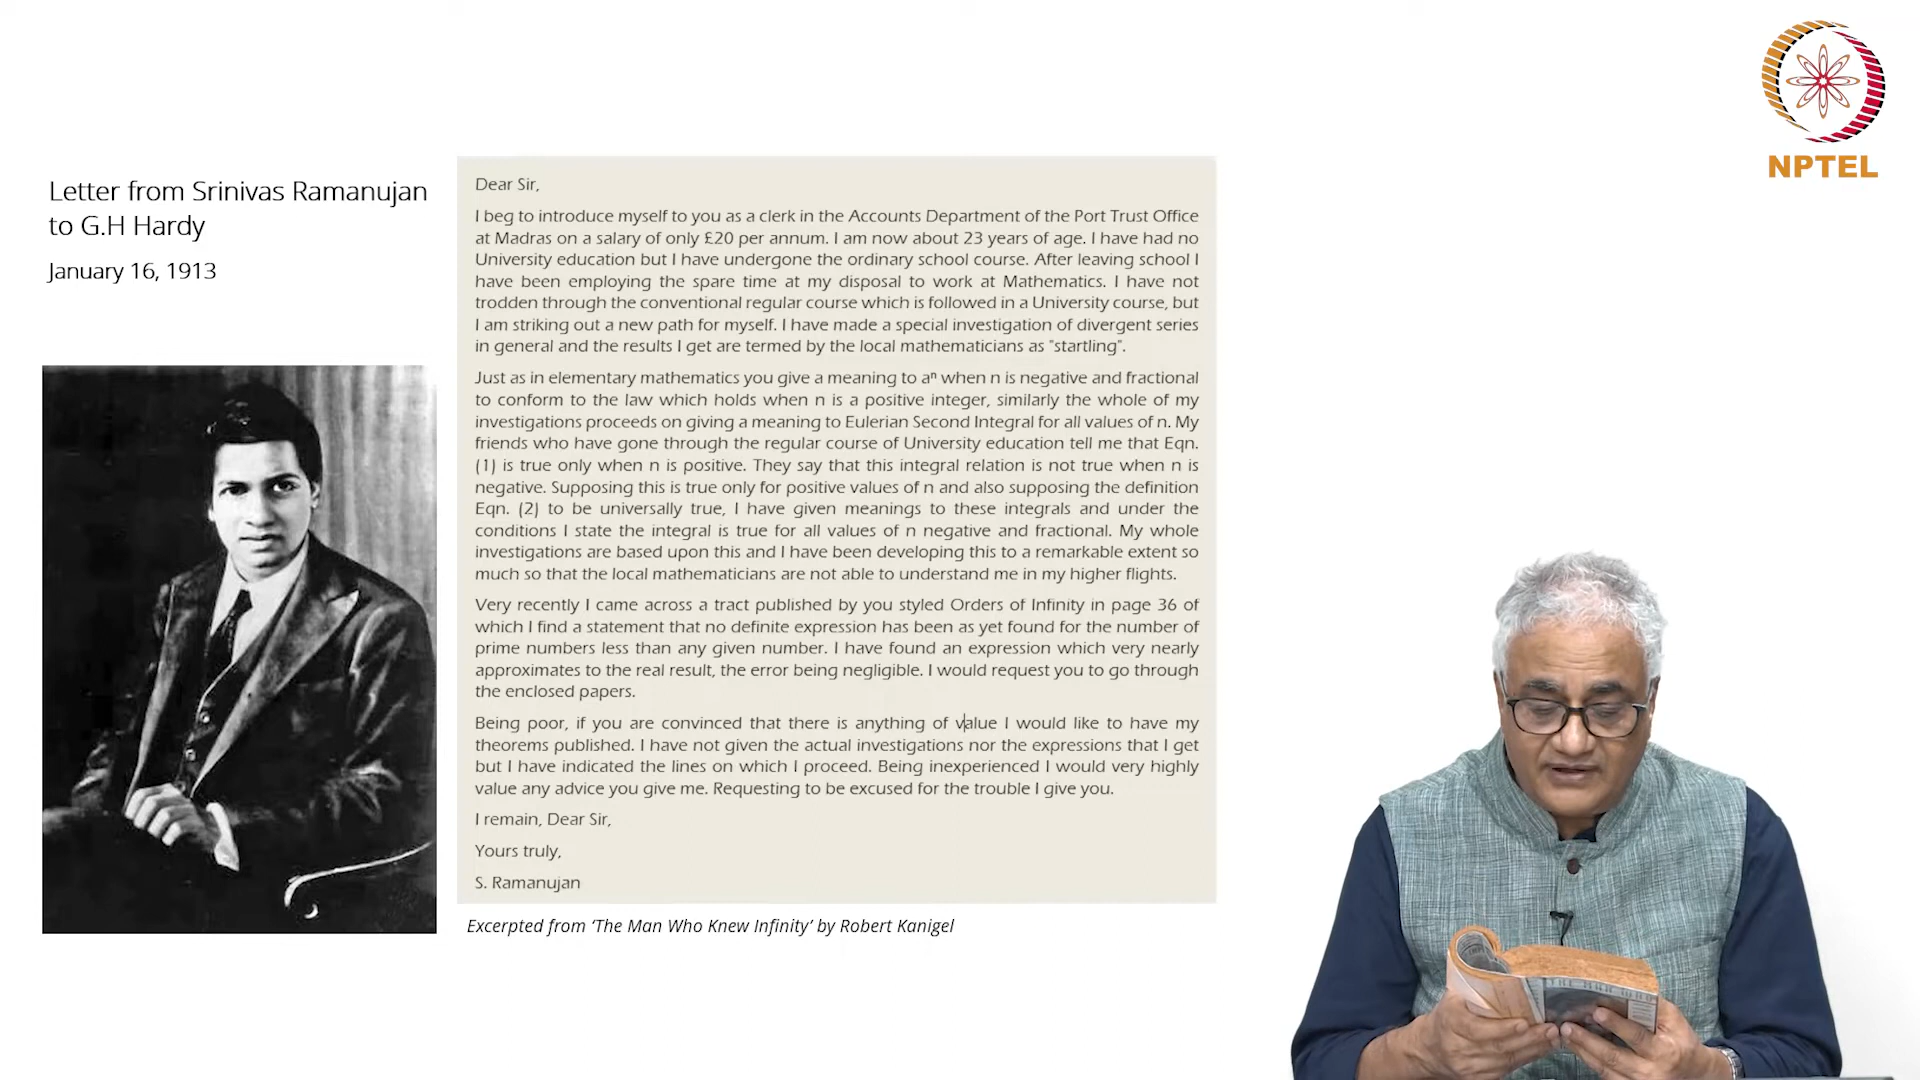 NPTEL
Letter from Srinivas Ramanujan
to G.H Hardy
January 16, 1913
Dear Sir,
I beg to introduce myself to you as a clerk in the Accounts Department of the Port Trust Office
at Madras on a salary of only £20 per annum. I am now about 23 years of age. I have had no
University education but I have undergone the ordinary school course. After leaving school I
have been employing the spare time at my disposal to work at Mathematics. I have not
trodden through the conventional regular course which is followed in a University course, but
I am striking out a new path for myself. I have made a special investigation of divergent series
in general and the results I get are termed by the local mathematicians as "startling".
Just as in elementary mathematics you give a meaning to aⁿ when n is negative and fractional
to conform to the law which holds when n is a positive integer, similarly the whole of my
investigations proceeds on giving a meaning to Eulerian Second Integral for all values of n. My
friends who have gone through the regular course of University education tell me that Eqn.
(1) is true only when n is positive. They say that this integral relation is not true when n is
negative. Supposing this is true only for positive values of n and also supposing the definition
Eqn. (2) to be universally true, I have given meanings to these integrals and under the
conditions I state the integral is true for all values of n negative and fractional. My whole
investigations are based upon this and I have been developing this to a remarkable extent so
much so that the local mathematicians are not able to understand me in my higher flights.
Very recently I came across a tract published by you styled Orders of Infinity in page 36 of
which I find a statement that no definite expression has been as yet found for the number of
prime numbers less than any given number. I have found an expression which very nearly
approximates to the real result, the error being negligible. I would request you to go through
the enclosed papers.
Being poor, if you are convinced that there is anything of value I would like to have my
theorems published. I have not given the actual investigations nor the expressions that I get
but I have indicated the lines on which I proceed. Being inexperienced I would very highly
value any advice you give me. Requesting to be excused for the trouble I give you.
I remain, Dear Sir,
Yours truly,
S. Ramanujan
Excerpted from ‘The Man Who Knew Infinity’ by Robert Kanigel